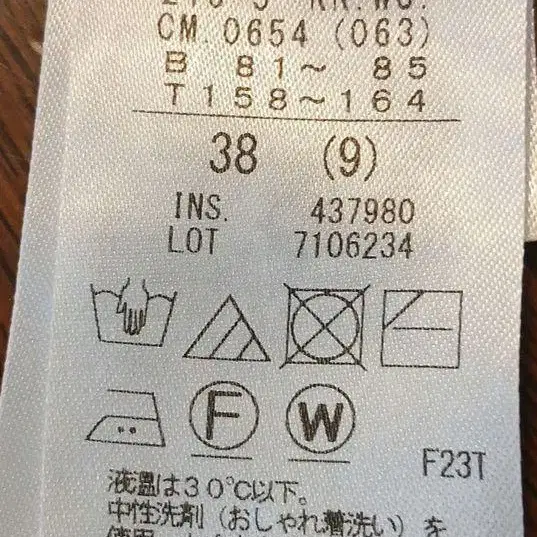 CM 0654 (063)
B 81～ 85
T158～164
38 (9)
INS. 437980
LOT 7106234
F W
F23T
液温は30℃以下。
中性洗剤（おしゃれ着洗い）を